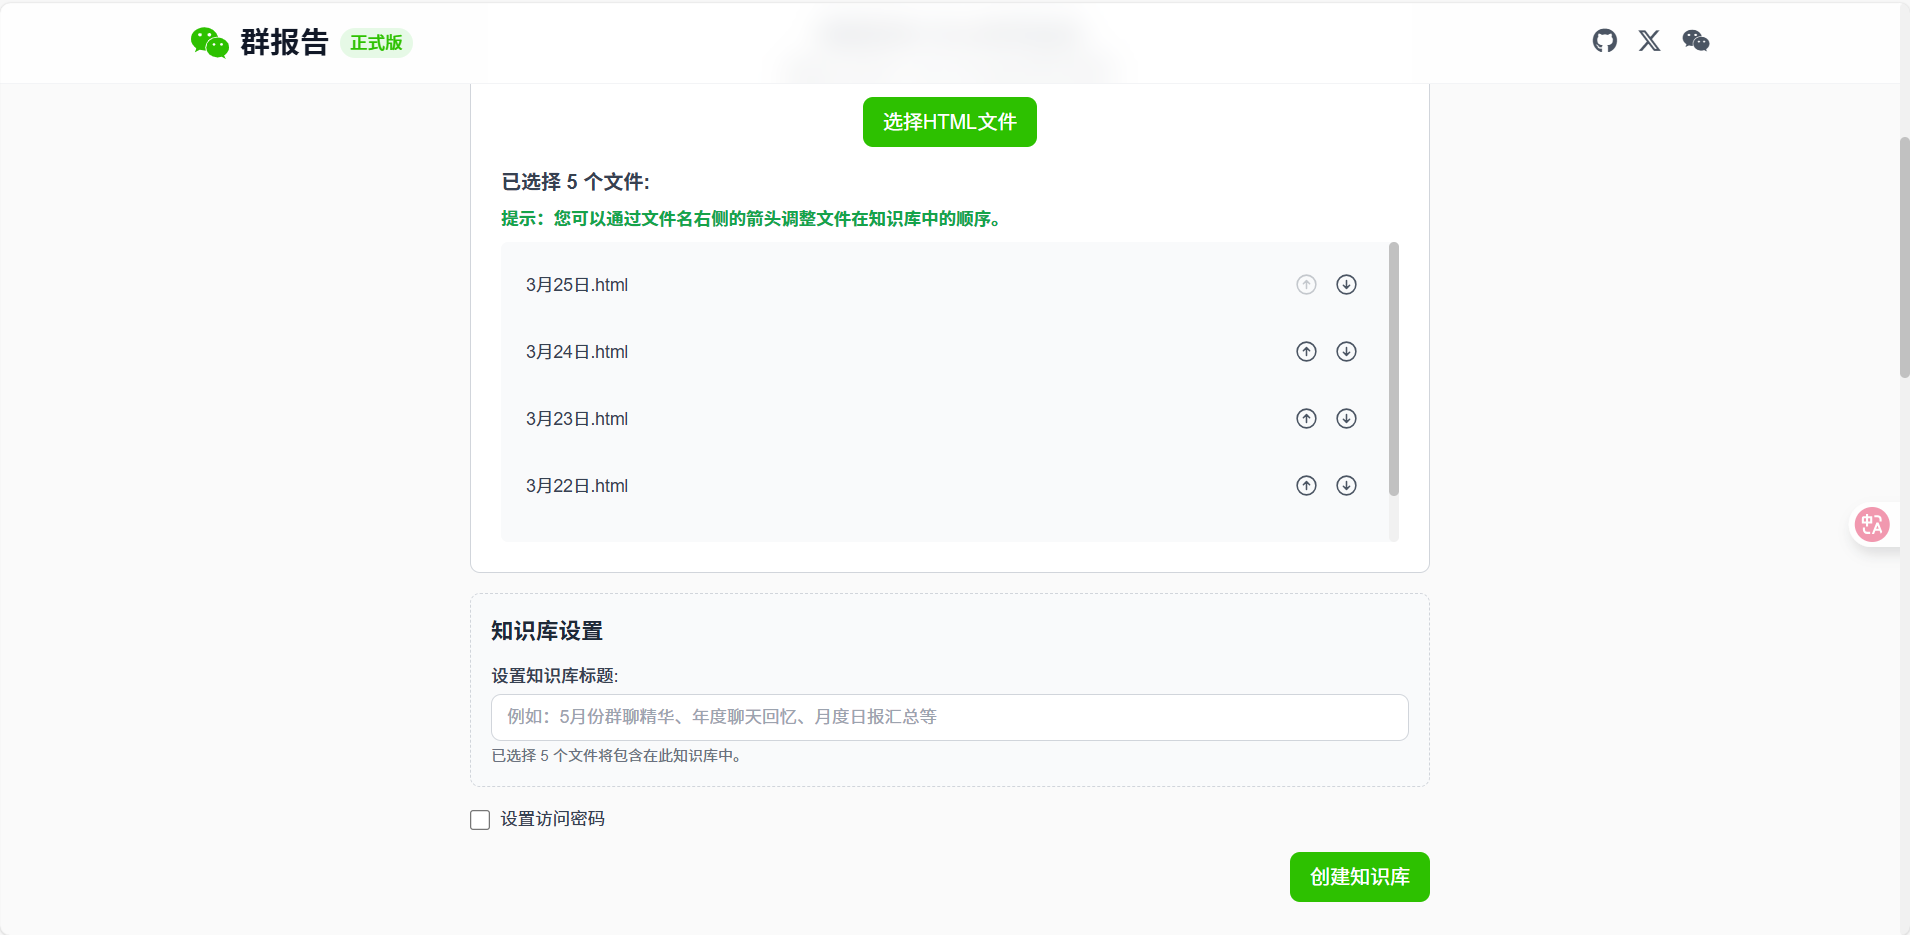 群报告 正式版
选择HTML文件
已选择 5 个文件:
提示：您可以通过文件名右侧的箭头调整文件在知识库中的顺序。
3月25日.html
3月24日.html
3月23日.html
3月22日.html
知识库设置
设置知识库标题:
例如：5月份群聊精华、年度聊天回忆、月度日报汇总等
已选择 5 个文件将包含在此知识库中。
设置访问密码
创建知识库